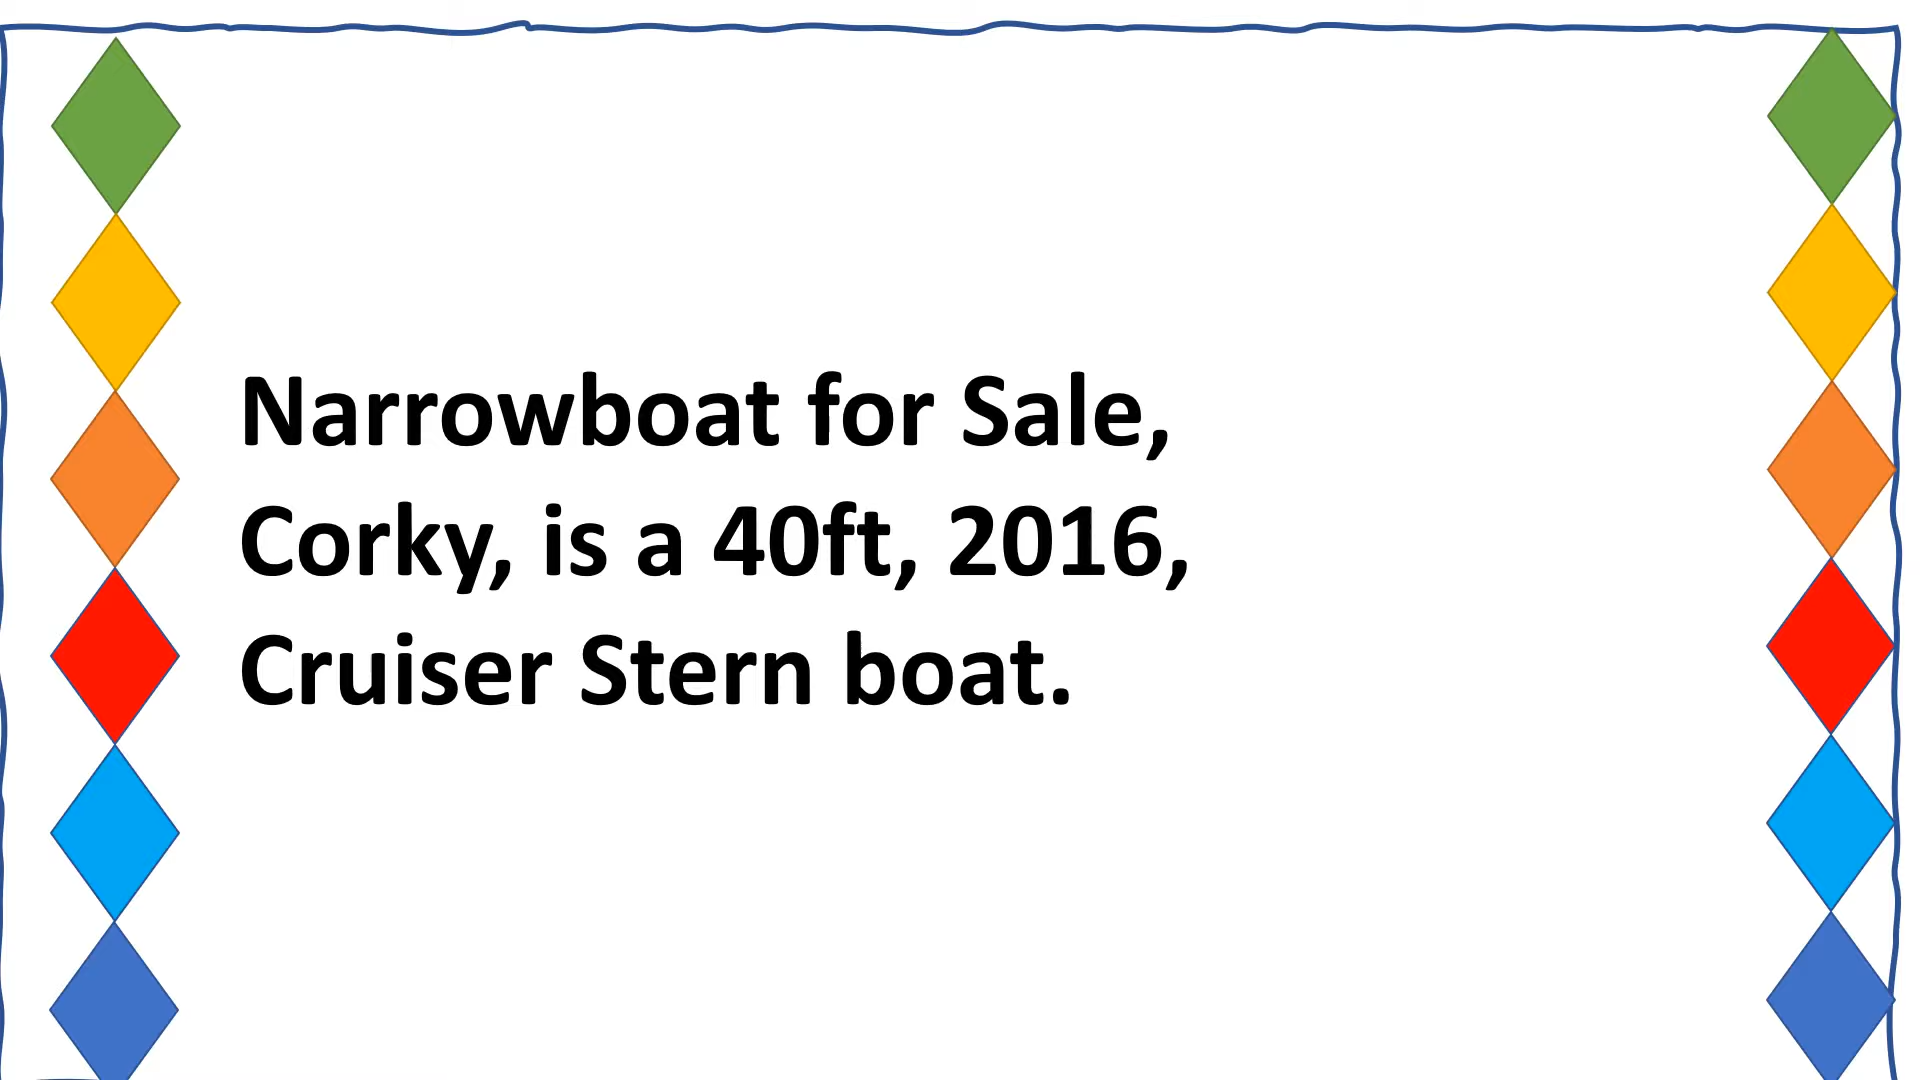 Narrowboat for Sale,
Corky, is a 40ft, 2016,
Cruiser Stern boat.